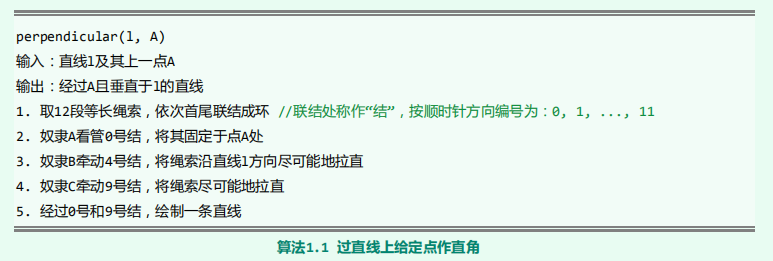 perpendicular(l, A)
输入：直线l及其上一点A
输出：经过A且垂直于l的直线
1. 取12段等长绳索，依次首尾联结成环 //联结处称作“结”，按顺时针方向编号为：0, 1, ..., 11
2. 奴隶A看管0号结，将其固定于点A处
3. 奴隶B牵动4号结，将绳索沿直线l方向尽可能地拉直
4. 奴隶C牵动9号结，将绳索尽可能地拉直
5. 经过0号和9号结，绘制一条直线
算法1.1 过直线上给定点作直角